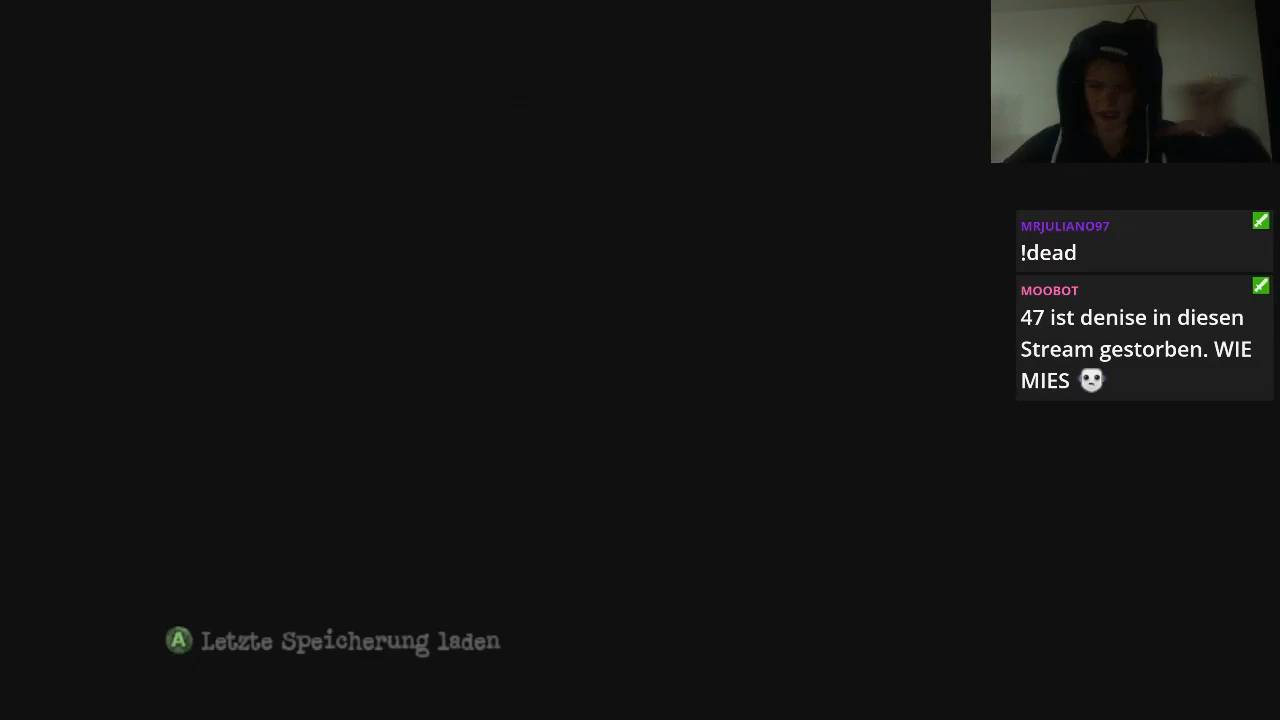 MRJULIANO97
!dead
MOOBOT
47 ist denise in diesen
Stream gestorben. WIE
MIES
A Letzte Speicherung laden